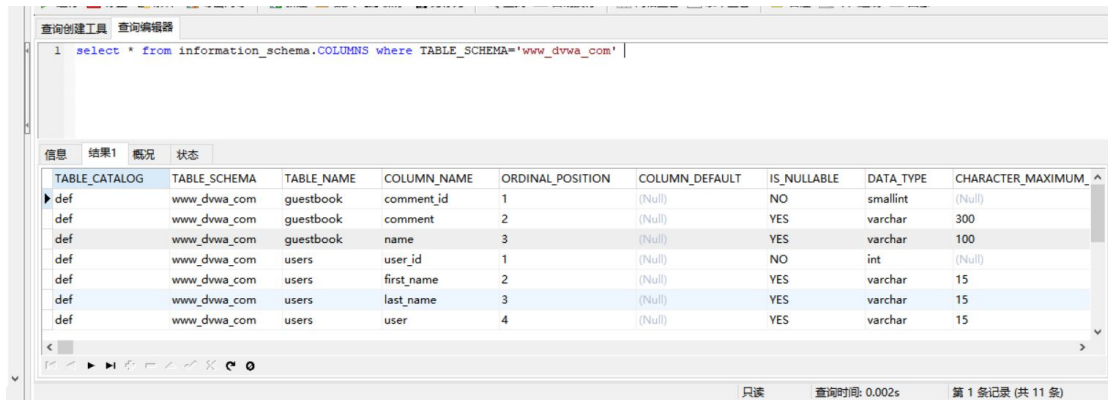 查询创建工具 查询编辑器
1 select * from information_schema.COLUMNS where TABLE_SCHEMA='www_dvwa_com'
信息 结果1 概况 状态
TABLE_CATALOG TABLE_SCHEMA TABLE_NAME COLUMN_NAME ORDINAL_POSITION COLUMN_DEFAULT IS_NULLABLE DATA_TYPE CHARACTER_MAXIMUM_
def www_dvwa_com guestbook comment_id 1 (Null) NO smallint (Null)
def www_dvwa_com guestbook comment 2 (Null) YES varchar 300
def www_dvwa_com guestbook name 3 (Null) YES varchar 100
def www_dvwa_com users user_id 1 (Null) NO int (Null)
def www_dvwa_com users first_name 2 (Null) YES varchar 15
def www_dvwa_com users last_name 3 (Null) YES varchar 15
def www_dvwa_com users user 4 (Null) YES varchar 15
只读 查询时间: 0.002s 第 1 条记录 (共 11 条)